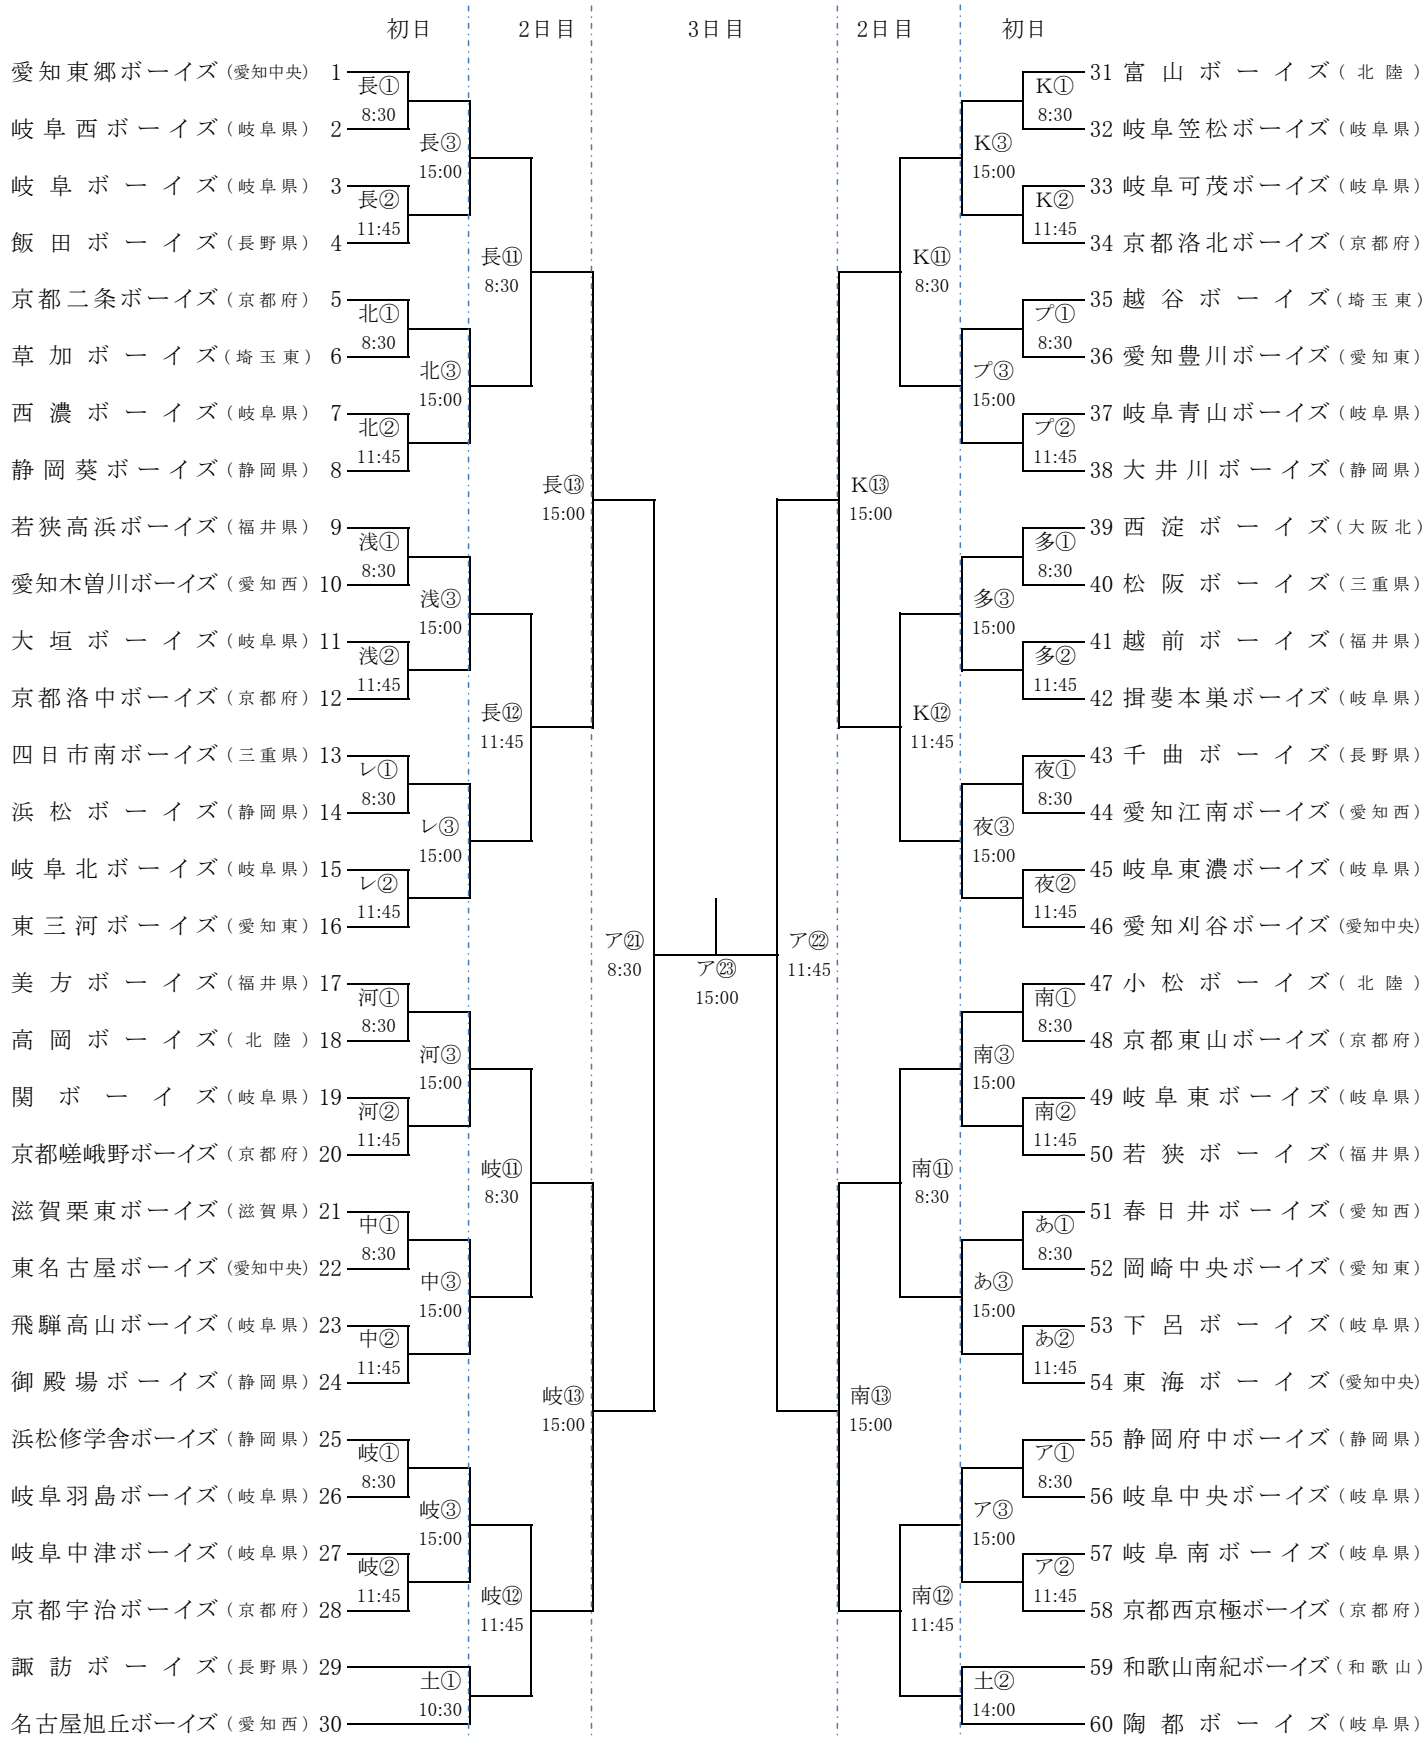 初日 2日目 3日目 2日目 初日
愛知東郷ボーイズ (愛知中央) 1
長①
8:30
岐阜西ボーイズ (岐阜県) 2
長③
15:00
岐阜ボーイズ (岐阜県) 3
長②
11:45
飯田ボーイズ (長野県) 4
長⑪
8:30
京都二条ボーイズ (京都府) 5
北①
8:30
草加ボーイズ (埼玉東) 6
北③
15:00
西濃ボーイズ (岐阜県) 7
北②
11:45
静岡葵ボーイズ (静岡県) 8
長⑬
15:00
若狭高浜ボーイズ (福井県) 9
浅①
8:30
愛知木曽川ボーイズ (愛知西) 10
浅③
15:00
大垣ボーイズ (岐阜県) 11
浅②
11:45
京都洛中ボーイズ (京都府) 12
長⑫
11:45
四日市南ボーイズ (三重県) 13
レ①
8:30
浜松ボーイズ (静岡県) 14
レ③
15:00
岐阜北ボーイズ (岐阜県) 15
レ②
11:45
東三河ボーイズ (愛知東) 16
ア㉑
8:30
美方ボーイズ (福井県) 17
河①
8:30
高岡ボーイズ (北陸) 18
河③
15:00
関ボーイズ (岐阜県) 19
河②
11:45
京都嵯峨野ボーイズ (京都府) 20
岐⑪
8:30
滋賀栗東ボーイズ (滋賀県) 21
中①
8:30
東名古屋ボーイズ (愛知中央) 22
中③
15:00
飛騨高山ボーイズ (岐阜県) 23
中②
11:45
御殿場ボーイズ (静岡県) 24
岐⑬
15:00
浜松修学舎ボーイズ (静岡県) 25
岐①
8:30
岐阜羽島ボーイズ (岐阜県) 26
岐③
15:00
岐阜中津ボーイズ (岐阜県) 27
岐②
11:45
京都宇治ボーイズ (京都府) 28
岐⑫
11:45
諏訪ボーイズ (長野県) 29
土①
10:30
名古屋旭丘ボーイズ (愛知西) 30
ア㉓
15:00
31 富山ボーイズ (北陸)
K①
8:30
32 岐阜笠松ボーイズ (岐阜県)
K③
15:00
33 岐阜可茂ボーイズ (岐阜県)
K②
11:45
34 京都洛北ボーイズ (京都府)
K⑪
8:30
35 越谷ボーイズ (埼玉東)
プ①
8:30
36 愛知豊川ボーイズ (愛知東)
プ③
15:00
37 岐阜青山ボーイズ (岐阜県)
プ②
11:45
38 大井川ボーイズ (静岡県)
K⑬
15:00
39 西淀ボーイズ (大阪北)
多①
8:30
40 松阪ボーイズ (三重県)
多③
15:00
41 越前ボーイズ (福井県)
多②
11:45
42 揖斐本巣ボーイズ (岐阜県)
K⑫
11:45
43 千曲ボーイズ (長野県)
夜①
8:30
44 愛知江南ボーイズ (愛知西)
夜③
15:00
45 岐阜東濃ボーイズ (岐阜県)
夜②
11:45
46 愛知刈谷ボーイズ (愛知中央)
ア㉒
11:45
47 小松ボーイズ (北陸)
南①
8:30
48 京都東山ボーイズ (京都府)
南③
15:00
49 岐阜東ボーイズ (岐阜県)
南②
11:45
50 若狭ボーイズ (福井県)
南⑪
8:30
51 春日井ボーイズ (愛知西)
あ①
8:30
52 岡崎中央ボーイズ (愛知東)
あ③
15:00
53 下呂ボーイズ (岐阜県)
あ②
11:45
54 東海ボーイズ (愛知中央)
南⑬
15:00
55 静岡府中ボーイズ (静岡県)
ア①
8:30
56 岐阜中央ボーイズ (岐阜県)
ア③
15:00
57 岐阜南ボーイズ (岐阜県)
ア②
11:45
58 京都西京極ボーイズ (京都府)
南⑫
11:45
59 和歌山南紀ボーイズ (和歌山)
土②
14:00
60 陶都ボーイズ (岐阜県)